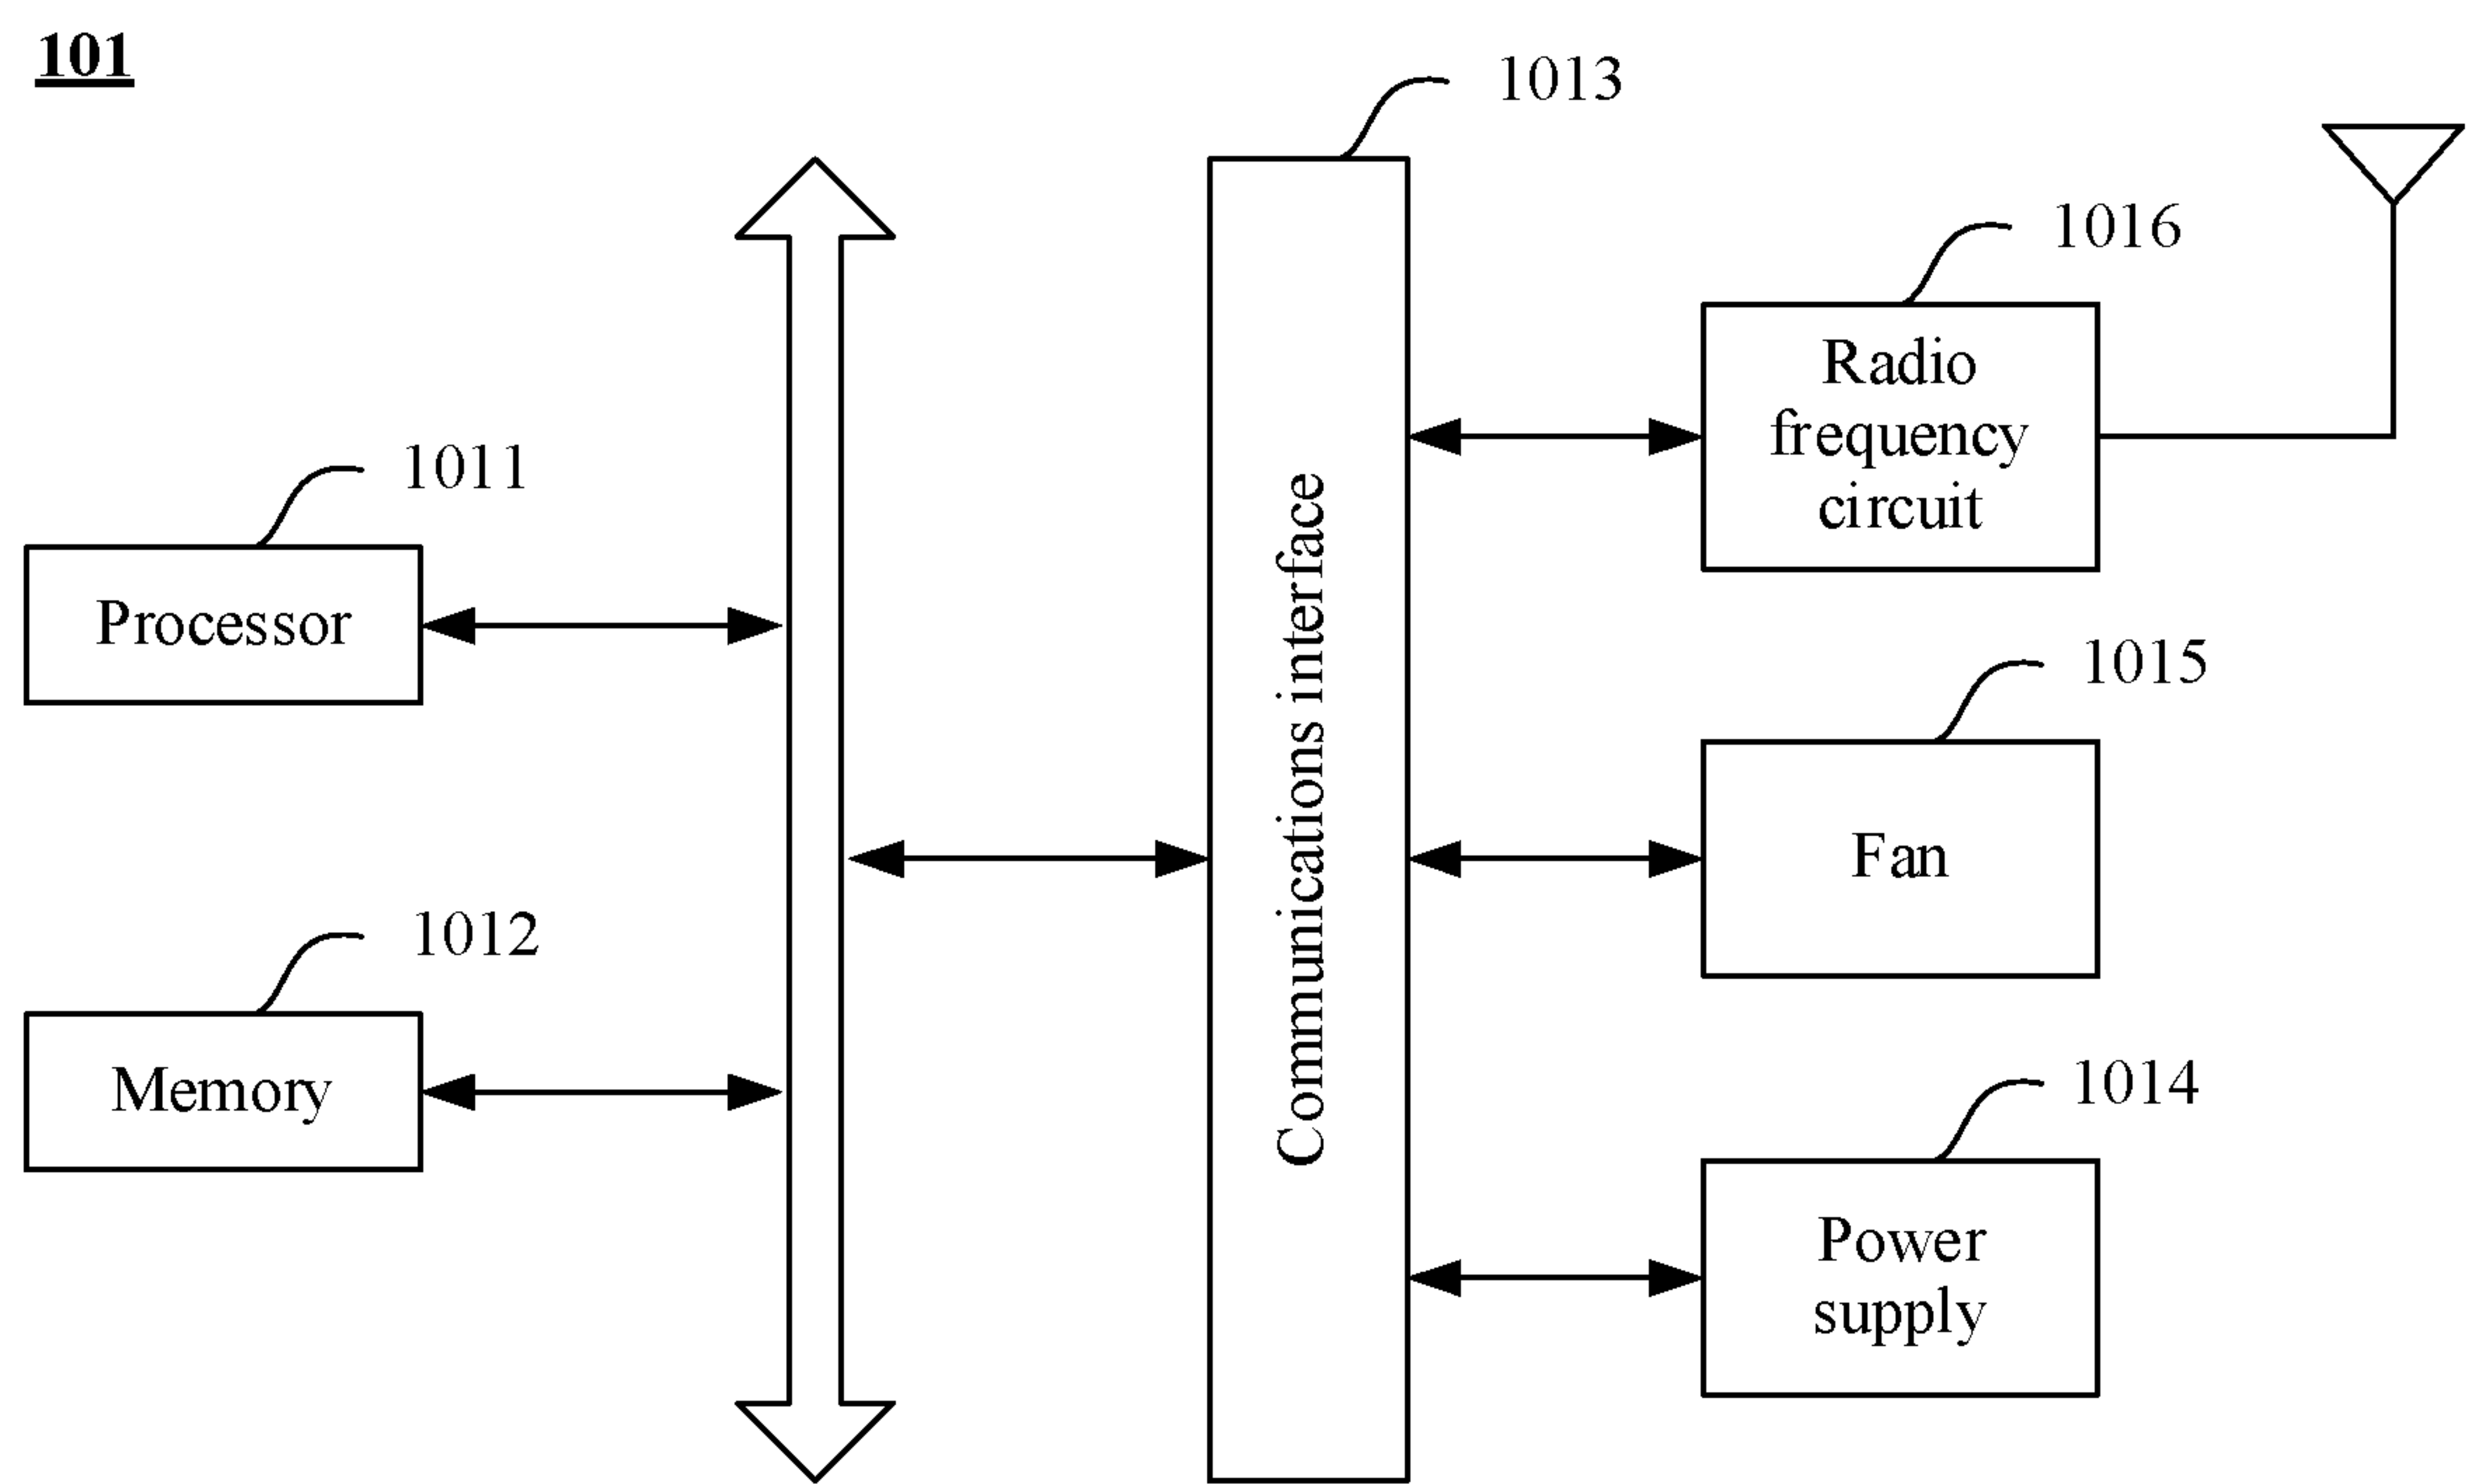 101
1013
1016
Radio
frequency
circuit
1011
Processor
Communications interface
1015
Fan
1012
Memory
1014
Power
supply